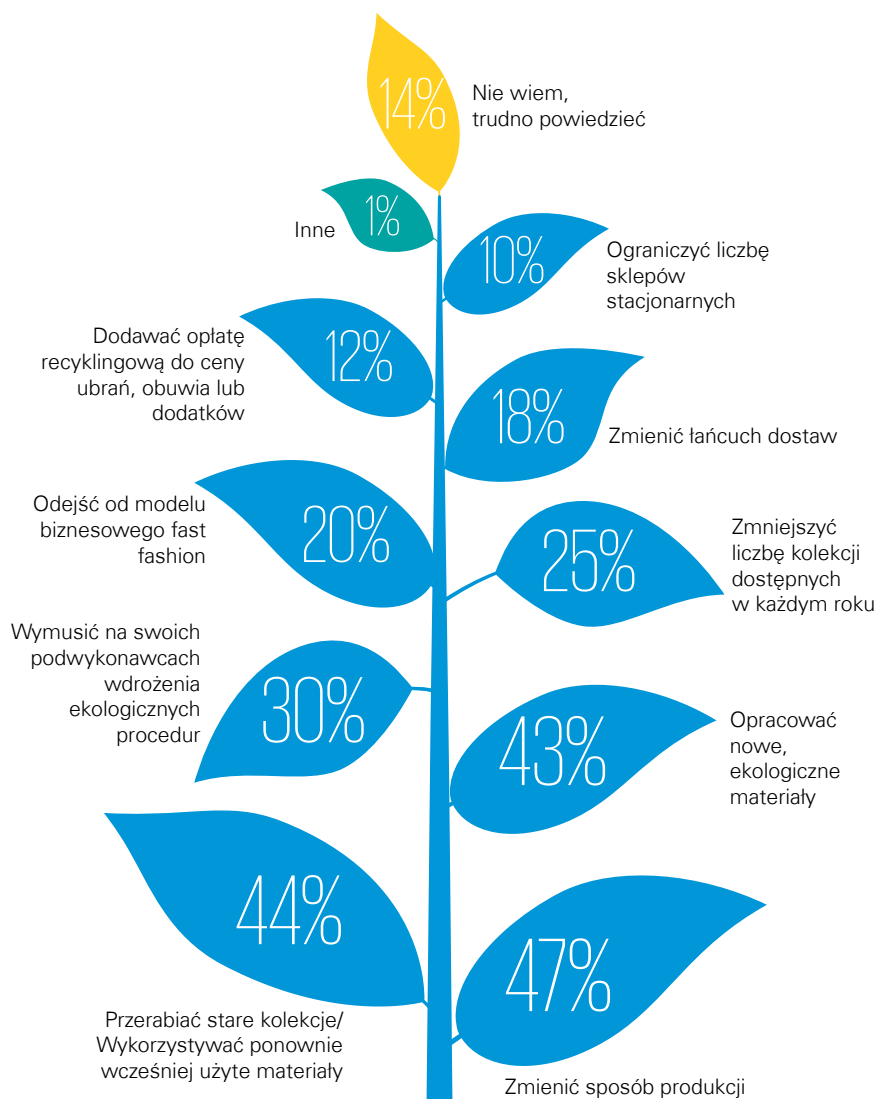 14%
Nie wiem,
trudno powiedzieć
1%
Inne
10%
Ograniczyć liczbę
sklepów
stacjonarnych
12%
Dodawać opłatę
recyklingową do ceny
ubrań, obuwia lub
dodatków
18%
Zmienić łańcuch dostaw
20%
Odejść od modelu
biznesowego fast
fashion
25%
Zmniejszyć
liczbę kolekcji
dostępnych
w każdym roku
30%
Wymusić na swoich
podwykonawcach
wdrożenia
ekologicznych
procedur
43%
Opracować
nowe,
ekologiczne
materiały
44%
Przerabiać stare kolekcje/
Wykorzystywać ponownie
wcześniej użyte materiały
47%
Zmienić sposób produkcji